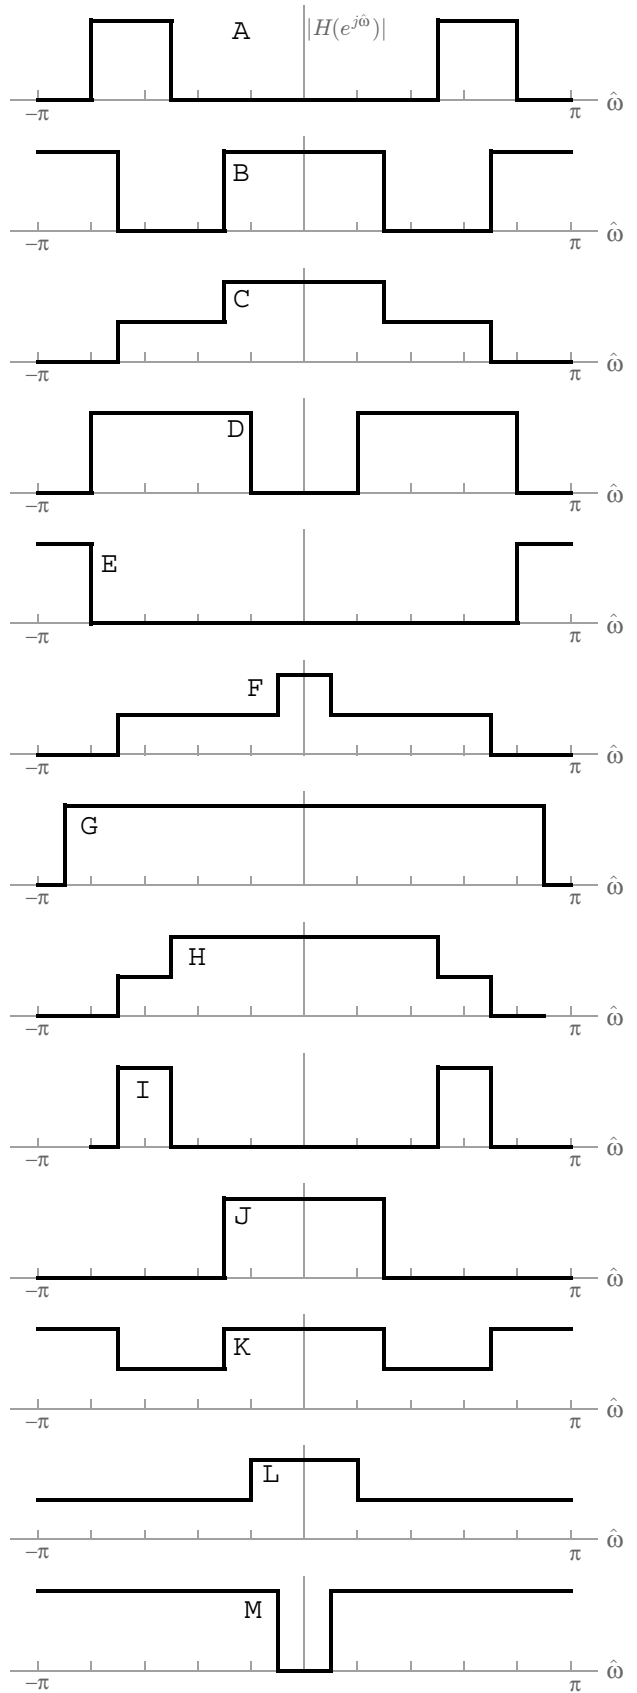 A |H(e^{jω̂})|
−π π ω̂
B
−π π ω̂
C
−π π ω̂
D
−π π ω̂
E
−π π ω̂
F
−π π ω̂
G
−π π ω̂
H
−π π ω̂
I
−π π ω̂
J
−π π ω̂
K
−π π ω̂
L
−π π ω̂
M
−π π ω̂